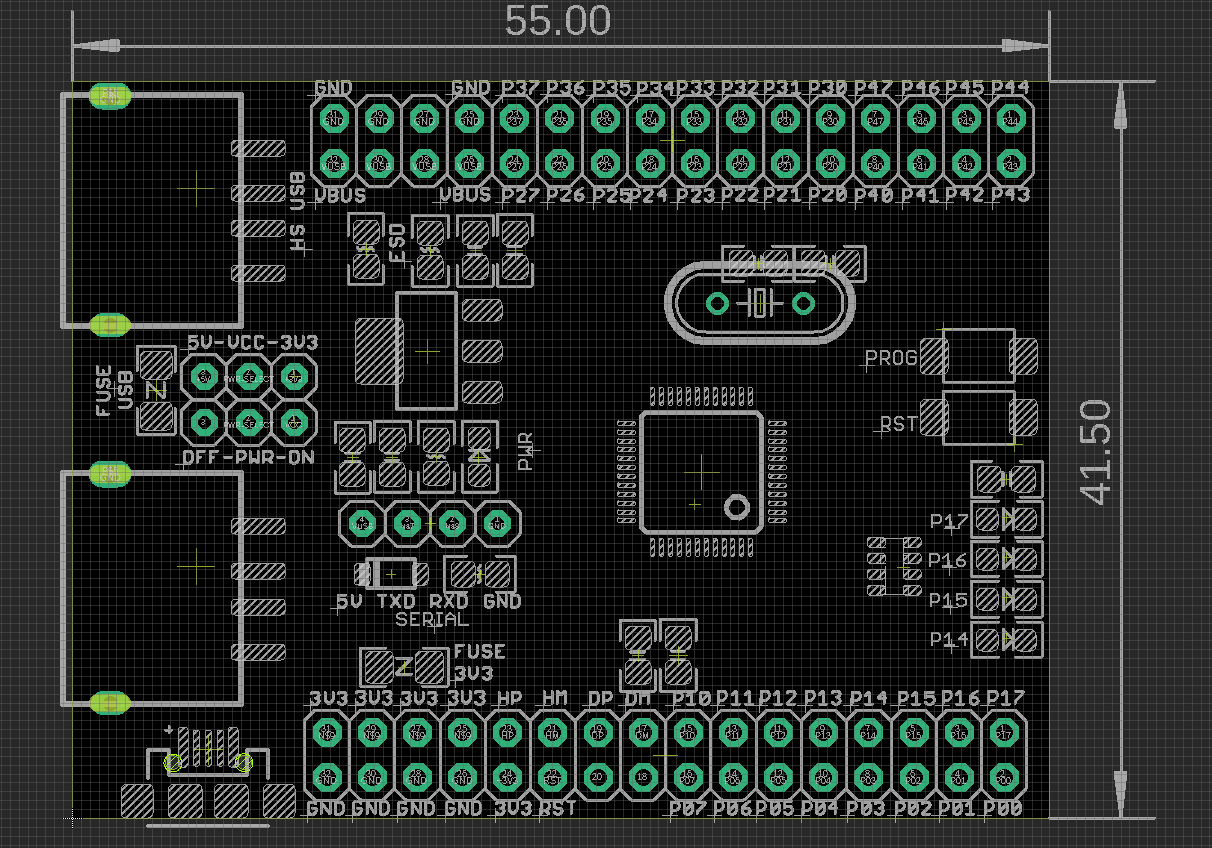 55.00
GND GND P37 P36 P35 P34 P33 P32 P31 P30 P47 P46 P45 P44
VBUS VBUS P27 P26 P25 P24 P23 P22 P21 P20 P40 P41 P42 P43
HS USB
ESD
5V-VCC-3V3
FUSE
USB
OFF-PWR-ON
PWR
PROG
RST
41.50
P17
P16
P15
P14
5V TXD RXD GND
SERIAL
FUSE
3V3
3V3 3V3 3V3 3V3 HP HM DP DM P10 P11 P12 P13 P14 P15 P16 P17
20 18
GND GND GND GND 3V3 RST P07 P06 P05 P04 P03 P02 P01 P00